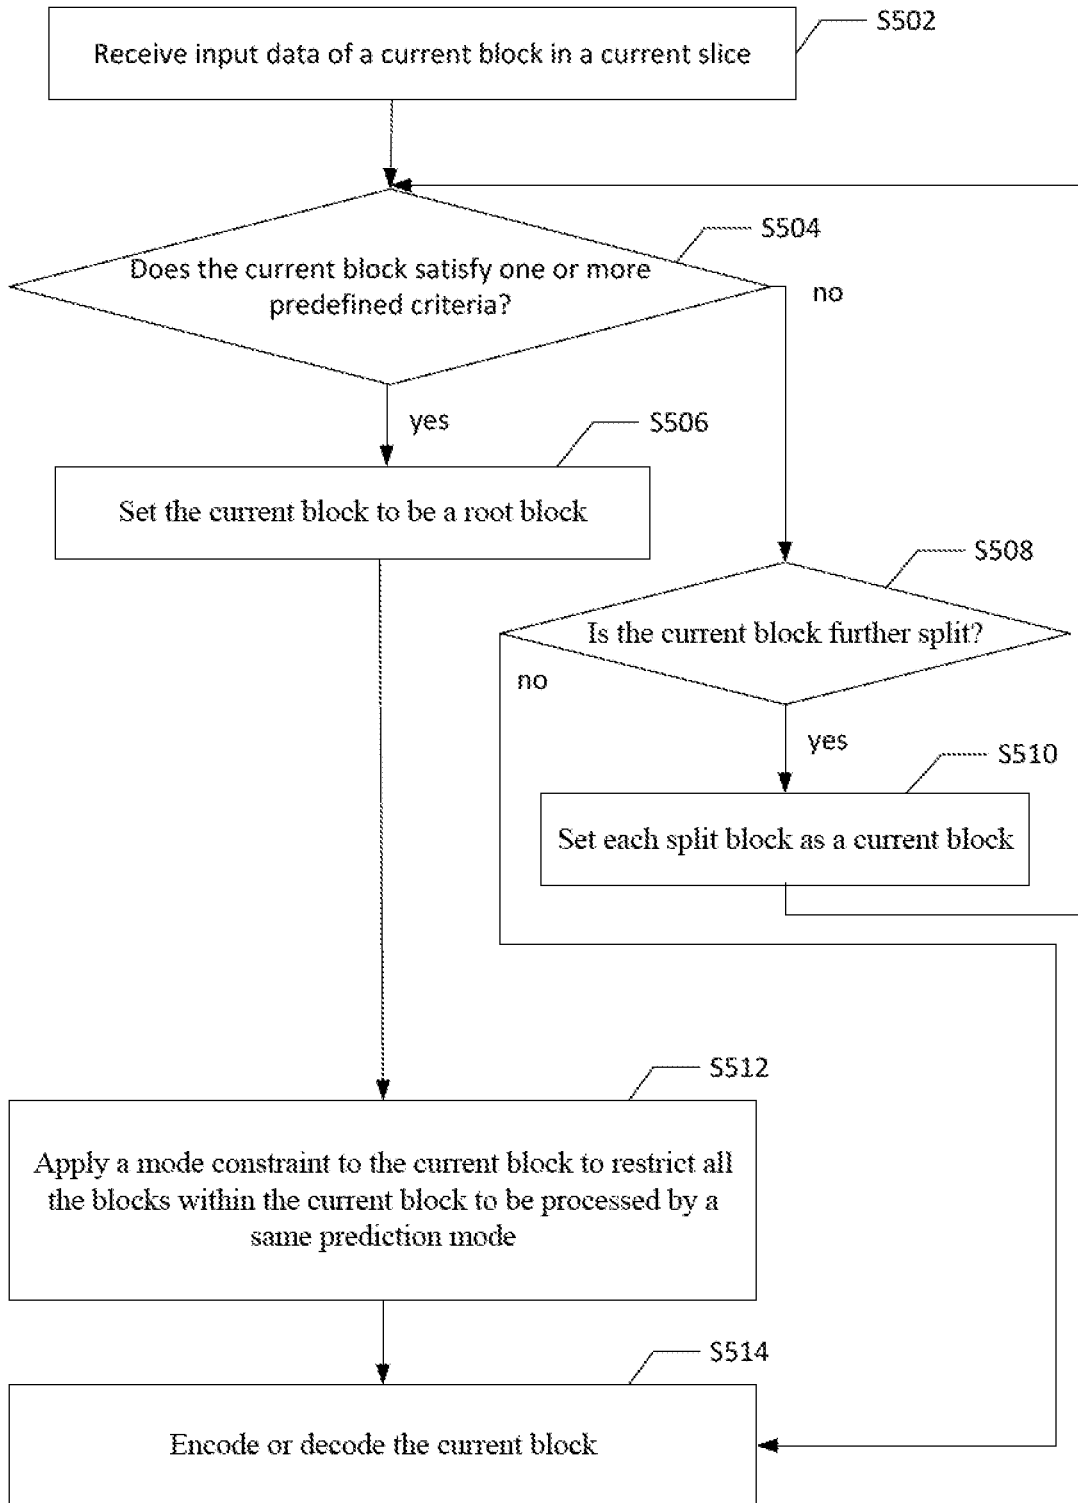 S502
Receive input data of a current block in a current slice
S504
Does the current block satisfy one or more
predefined criteria?
no
yes
S506
Set the current block to be a root block
S508
Is the current block further split?
no
yes
S510
Set each split block as a current block
S512
Apply a mode constraint to the current block to restrict all
the blocks within the current block to be processed by a
same prediction mode
S514
Encode or decode the current block